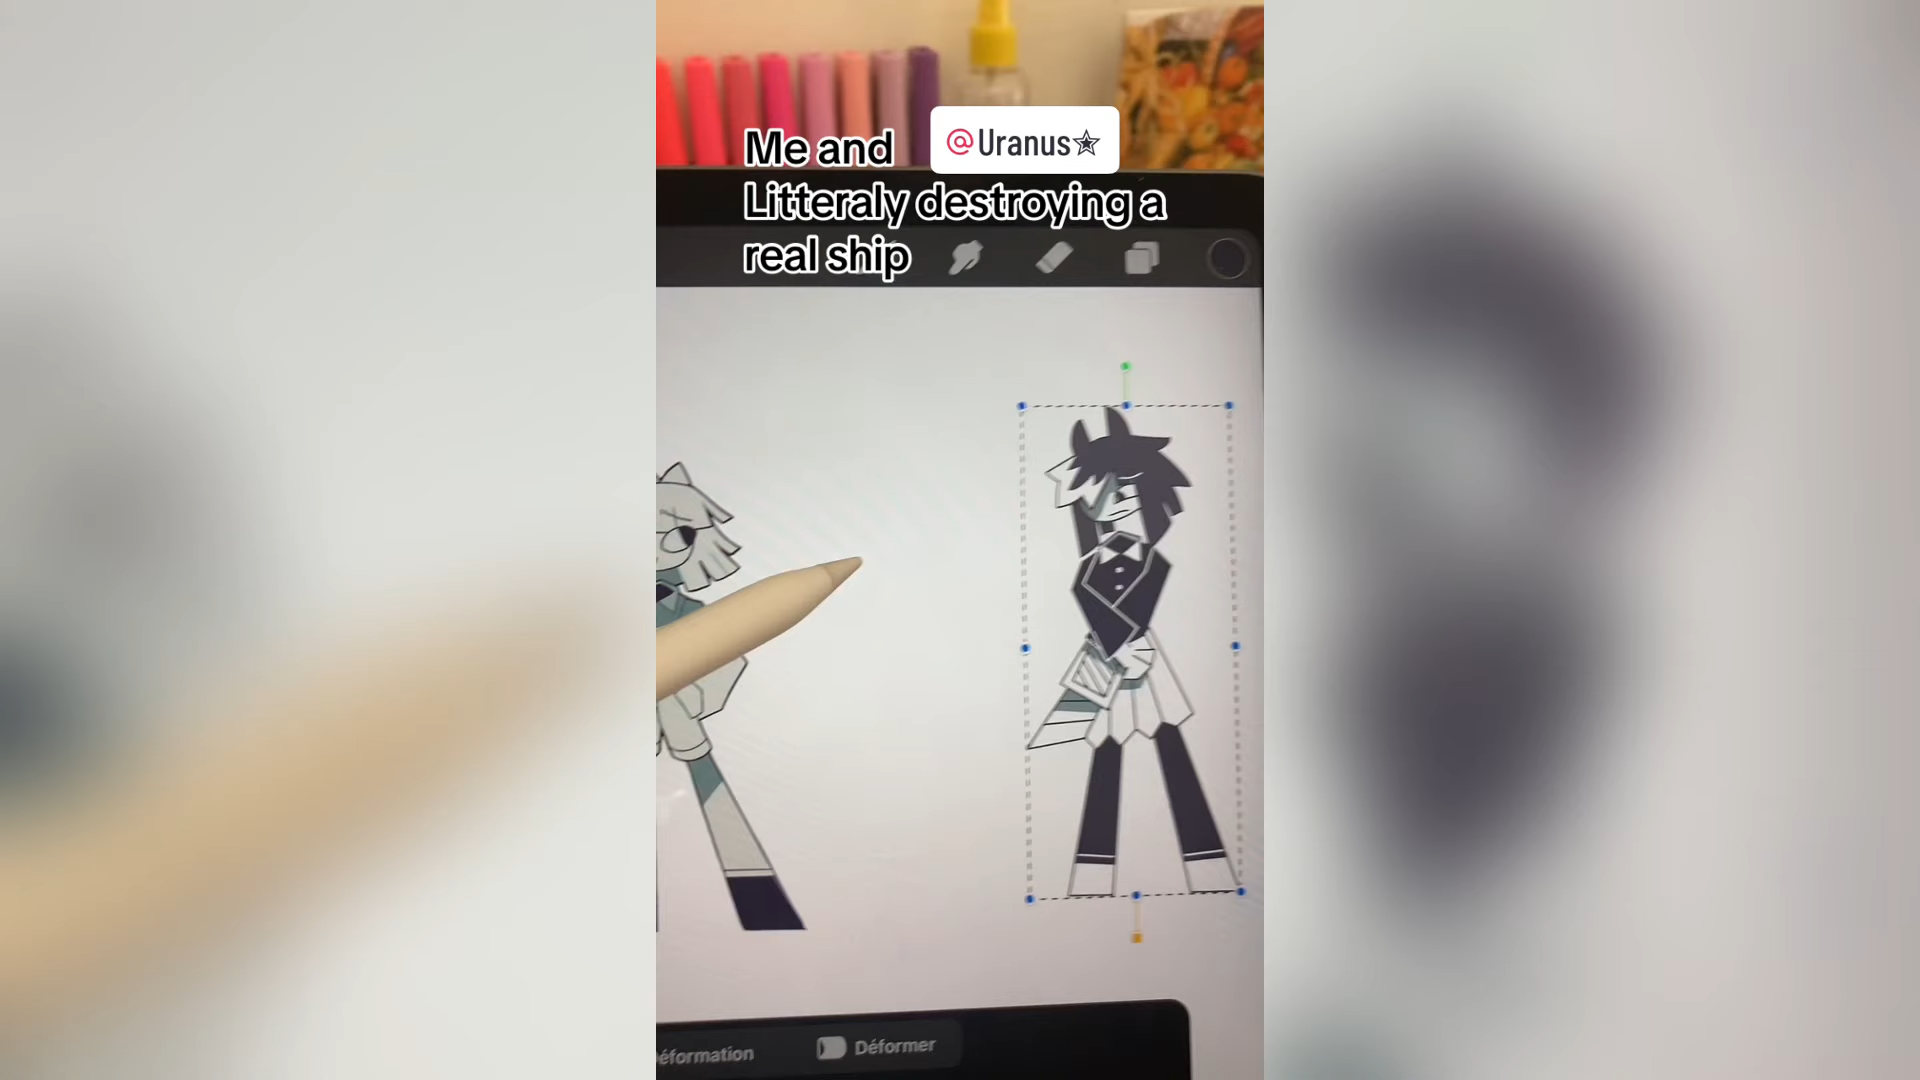 Me and @Uranus
Litteraly destroying a
real ship
éformation
Déformer